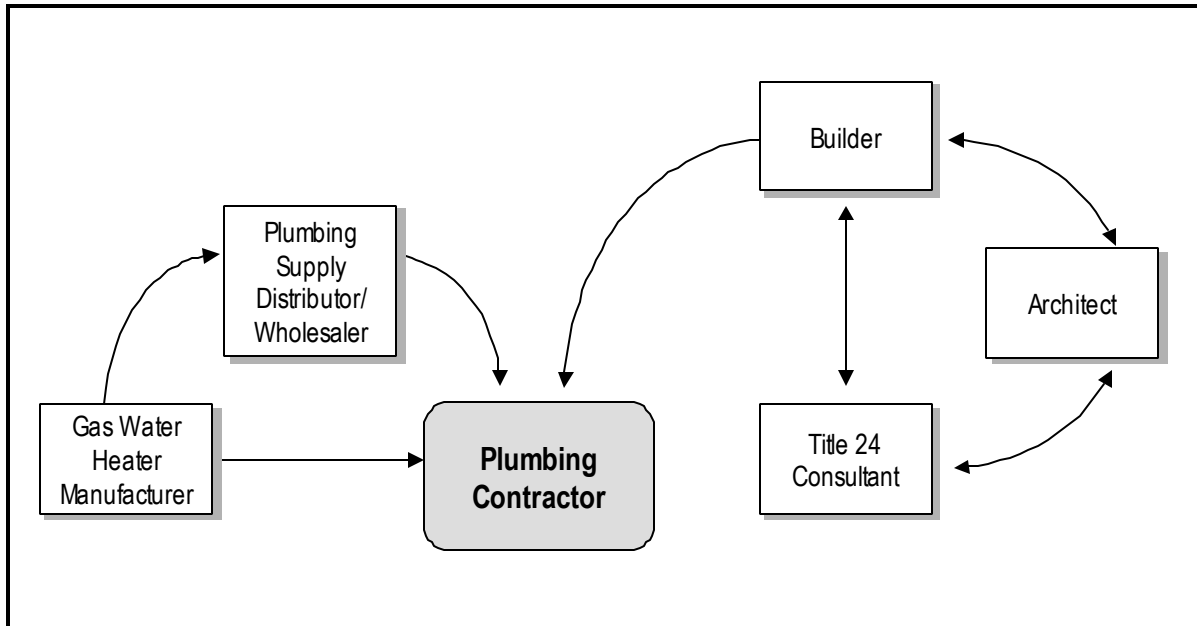 Builder
Plumbing
Supply
Distributor/
Wholesaler
Architect
Gas Water
Heater
Manufacturer
Plumbing
Contractor
Title 24
Consultant